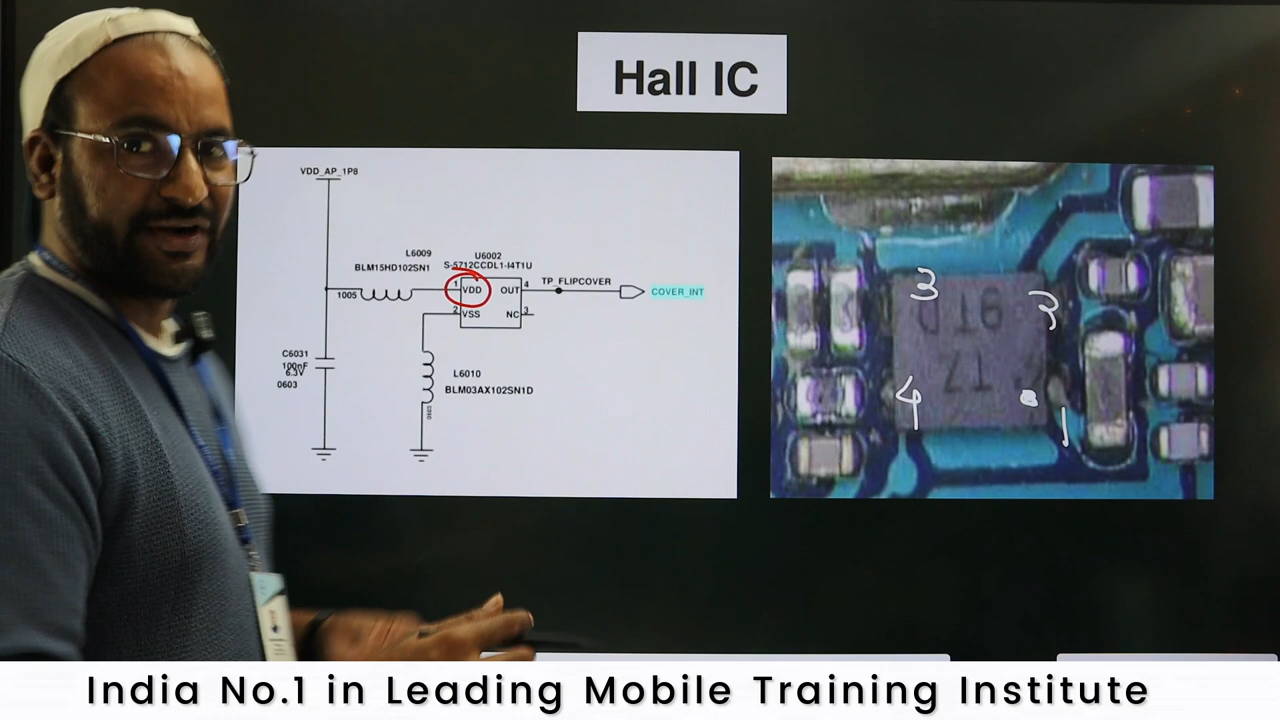 Hall IC
VDD_AP_1P8
L6009
BLM15HD102SN1
1005
U6002
S-5712CCDL1-I4T1U
1
VDD
OUT
4
2
VSS
NC
3
TP_FLIPCOVER
COVER_INT
C6031
100nF
6.3V
0603
L6010
BLM03AX102SN1D
3
2
4
1
India No.1 in Leading Mobile Training Institute